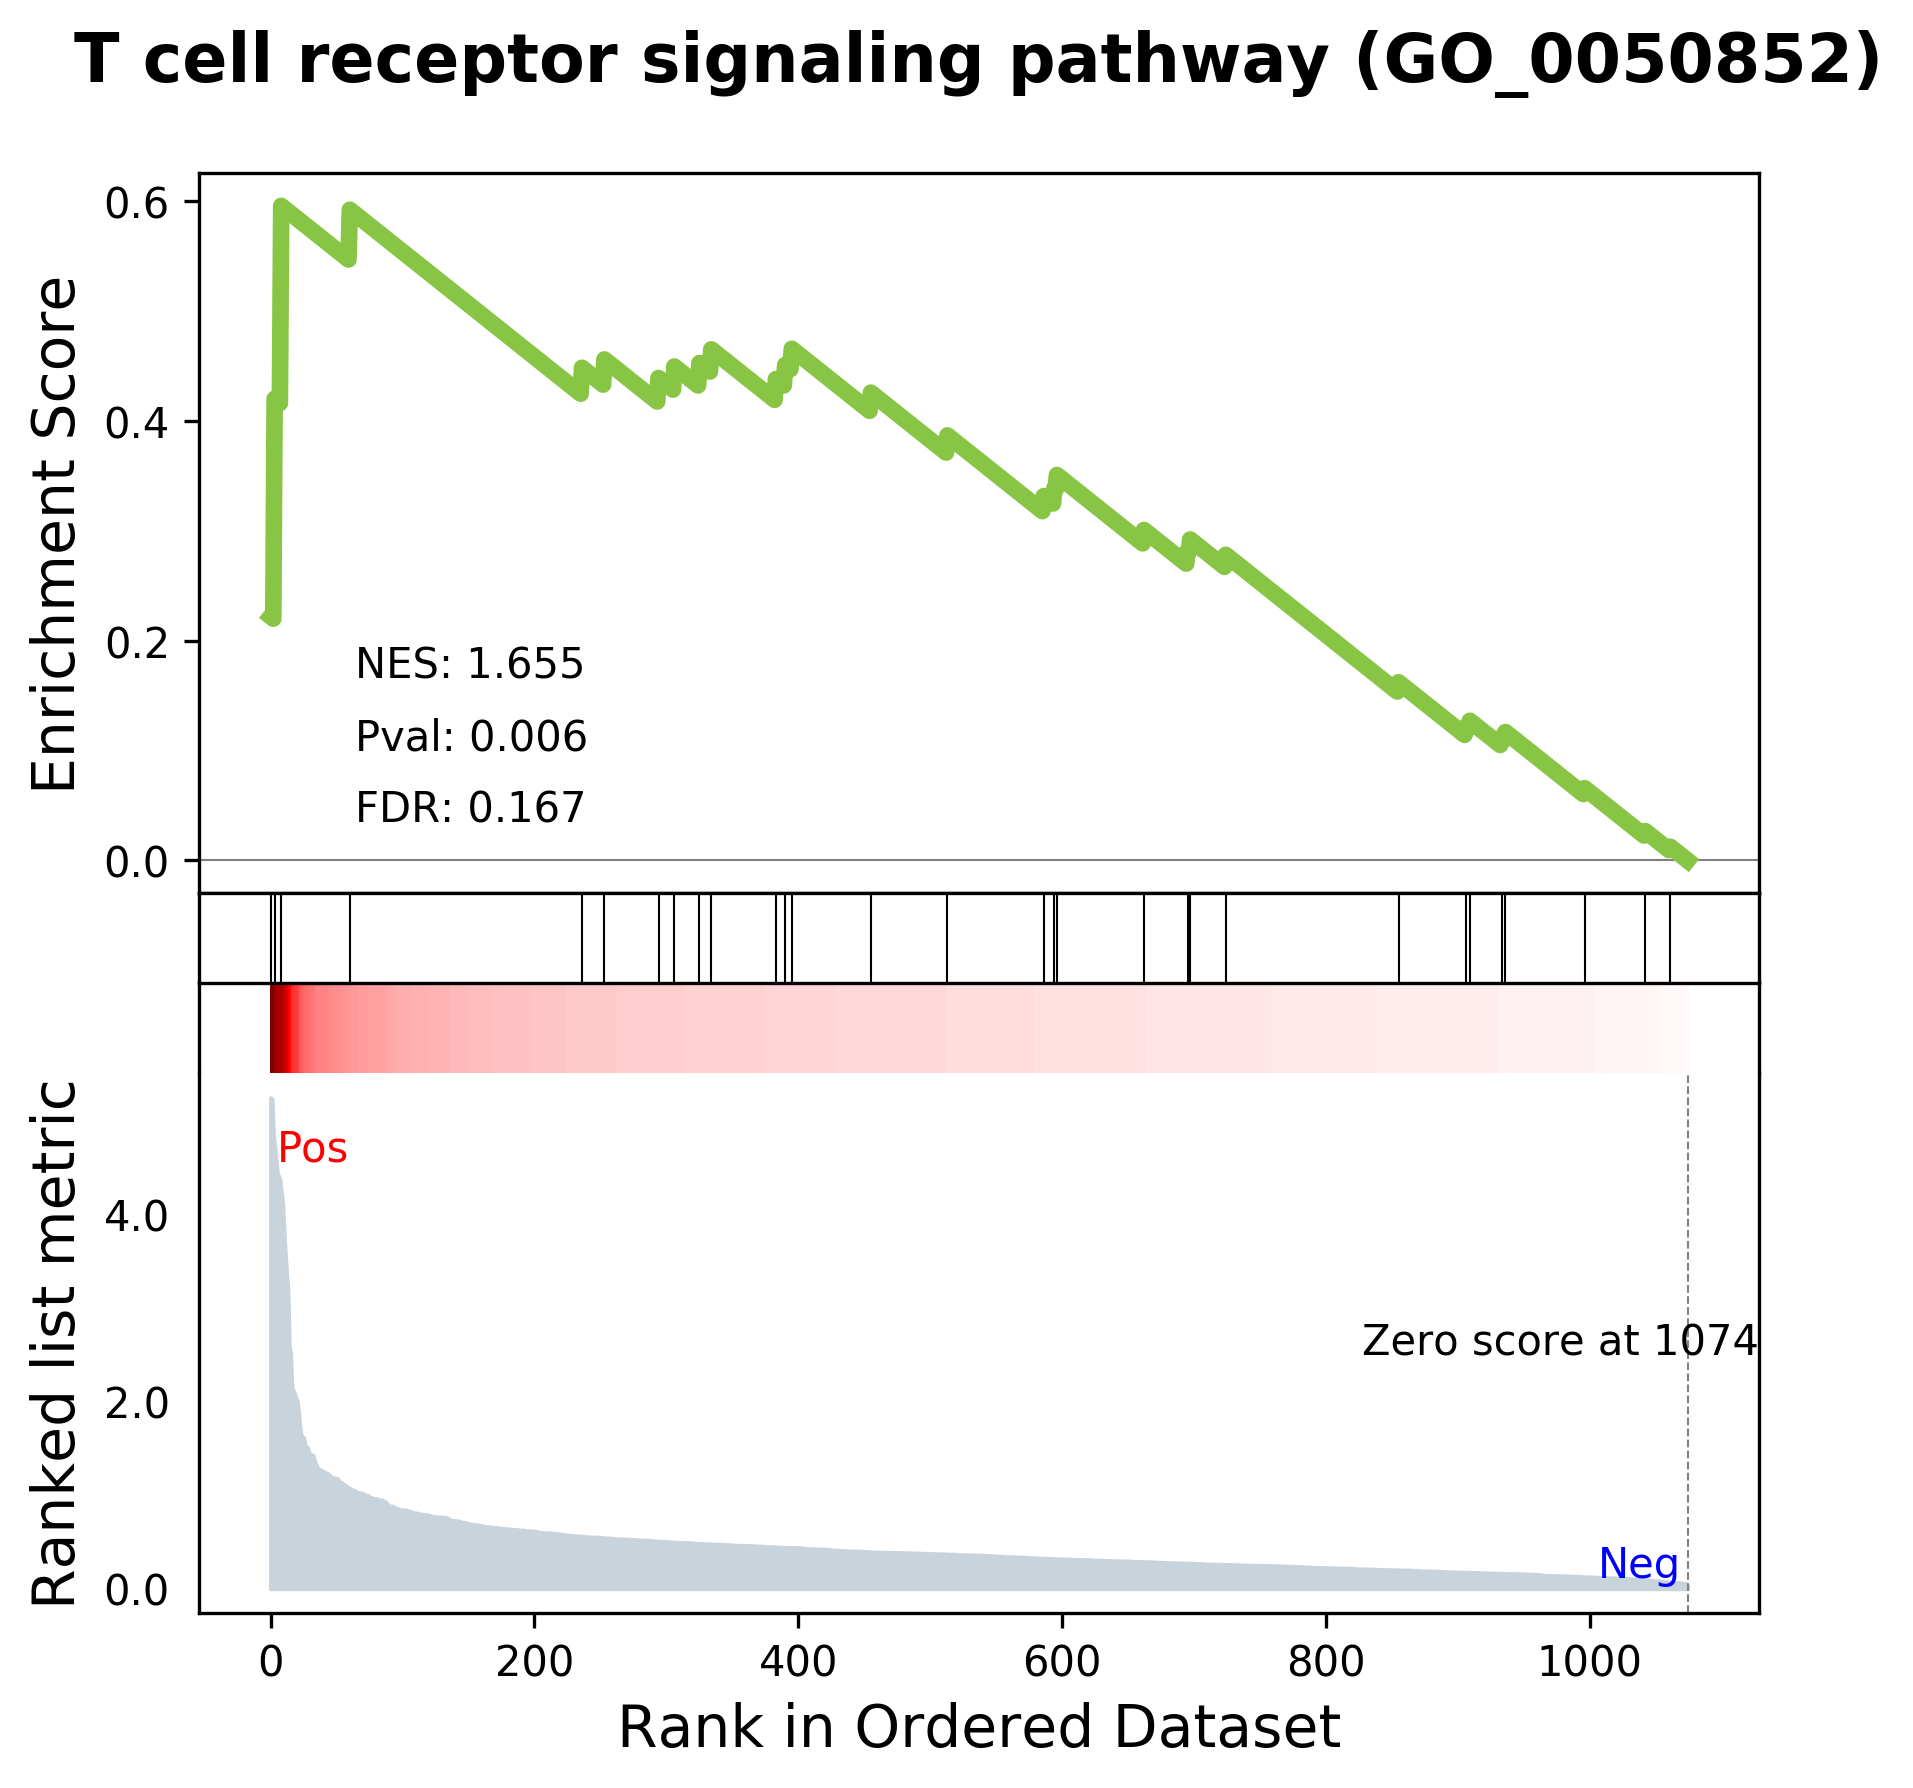 T cell receptor signaling pathway (GO_0050852)
Enrichment Score
0.6
0.4
0.2
0.0
NES: 1.655
Pval: 0.006
FDR: 0.167
Ranked list metric
Pos
4.0
2.0
0.0
Zero score at 1074
Neg
0 200 400 600 800 1000
Rank in Ordered Dataset